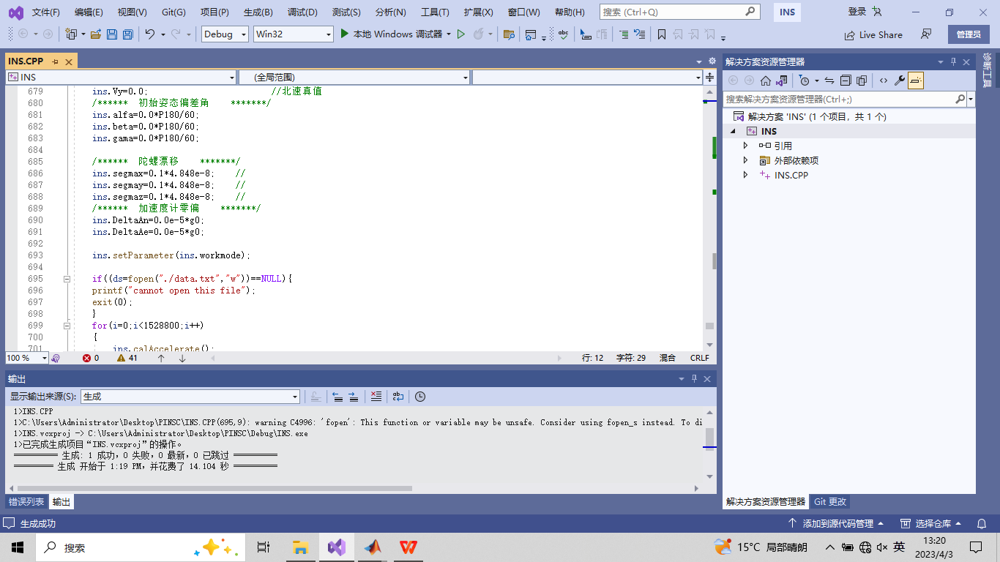 文件(F) 编辑(E) 视图(V) Git(G) 项目(P) 生成(B) 调试(D) 测试(S) 分析(N) 工具(T) 扩展(X) 窗口(W) 帮助(H) 搜索 (Ctrl+Q) INS 登录
Debug Win32 本地 Windows 调试器 Live Share 管理员
INS.CPP
INS (全局范围)
679 ins.Vy=0.0; //北速真值
680 /****** 初始姿态偏差角 *******/
681 ins.alfa=0.0*P180/60;
682 ins.beta=0.0*P180/60;
683 ins.gama=0.0*P180/60;
684
685 /****** 陀螺漂移 *******/
686 ins.segmax=0.1*4.848e-8; //
687 ins.segmay=0.1*4.848e-8; //
688 ins.segmaz=0.1*4.848e-8; //
689 /****** 加速度计零偏 *******/
690 ins.DeltaAn=0.0e-5*g0;
691 ins.DeltaAe=0.0e-5*g0;
692
693 ins.setParameter(ins.workmode);
694
695 if((ds=fopen("./data.txt","w"))==NULL){
696 printf("cannot open this file");
697 exit(0);
698 }
699 for(i=0;i<1528800;i++)
700 {
701 ins.calAccelerate();
100 % 0 41 行: 12 字符: 29 混合 CRLF
输出
显示输出来源(S): 生成
1>INS.CPP
1>C:\Users\Administrator\Desktop\PINSC\INS.CPP(695,9): warning C4996: 'fopen': This function or variable may be unsafe. Consider using fopen_s instead. To di
1>INS.vcxproj -> C:\Users\Administrator\Desktop\PINSC\Debug\INS.exe
1>已完成生成项目“INS.vcxproj”的操作。
========== 生成: 1 成功，0 失败，0 最新，0 已跳过 ==========
========= 生成 开始于 1:19 PM，并花费了 14.104 秒 ==========
错误列表 输出
解决方案资源管理器
搜索解决方案资源管理器(Ctrl+;)
解决方案 'INS' (1 个项目，共 1 个)
INS
引用
外部依赖项
INS.CPP
解决方案资源管理器 Git 更改
诊断工具
生成成功 添加到源代码管理 选择仓库
搜索 15°C 局部晴朗 英 13:20
2023/4/3